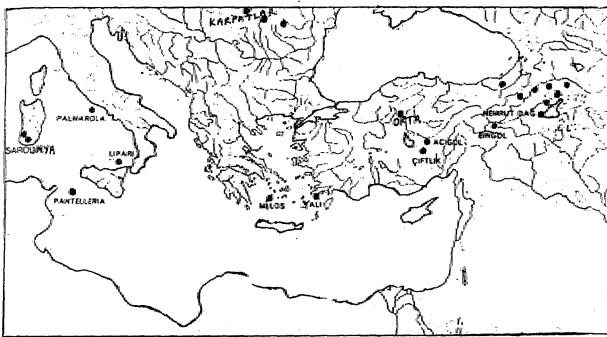 KARPATLAR
PALMAROLA
SARDUNYA
LIPARI
PANTELLERIA
MELOS
YALI
ORTA
ACIGÖL
ÇİFTLİK
NEMRUT DAĞ
BİNGÖL